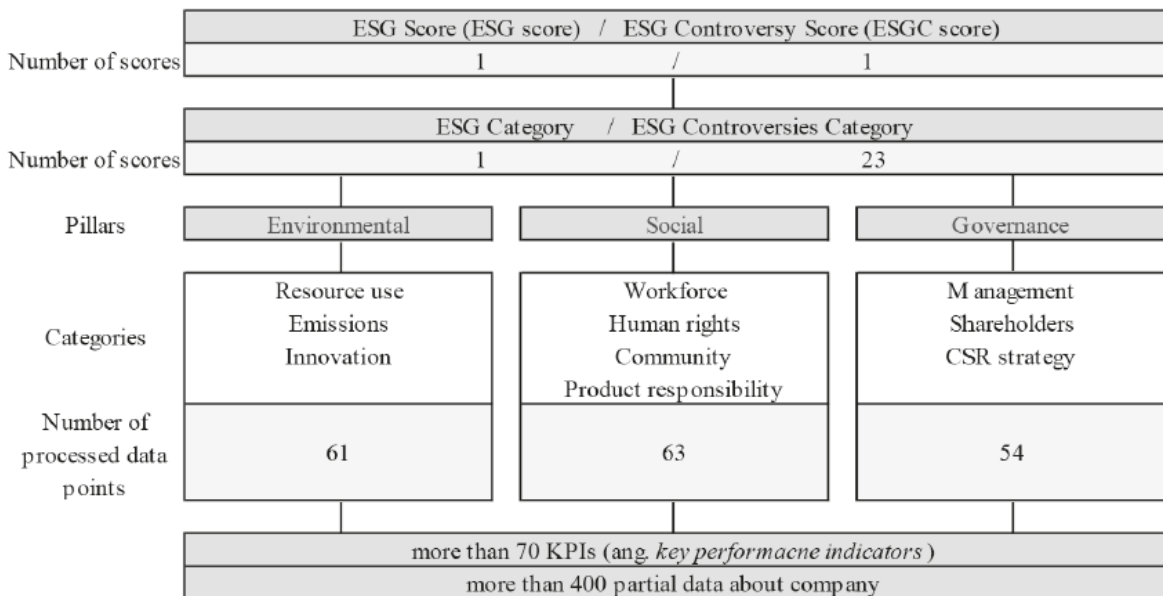 ESG Score (ESG score) / ESG Controversy Score (ESGC score)
Number of scores 1 / 1
ESG Category / ESG Controversies Category
Number of scores 1 / 23
Pillars Environmental Social Governance
Resource use Workforce Management
Emissions Human rights Shareholders
Categories
Innovation Community CSR strategy
Product responsibility
Number of
processed data 61 63 54
points
more than 70 KPIs (ang. key performacne indicators )
more than 400 partial data about company